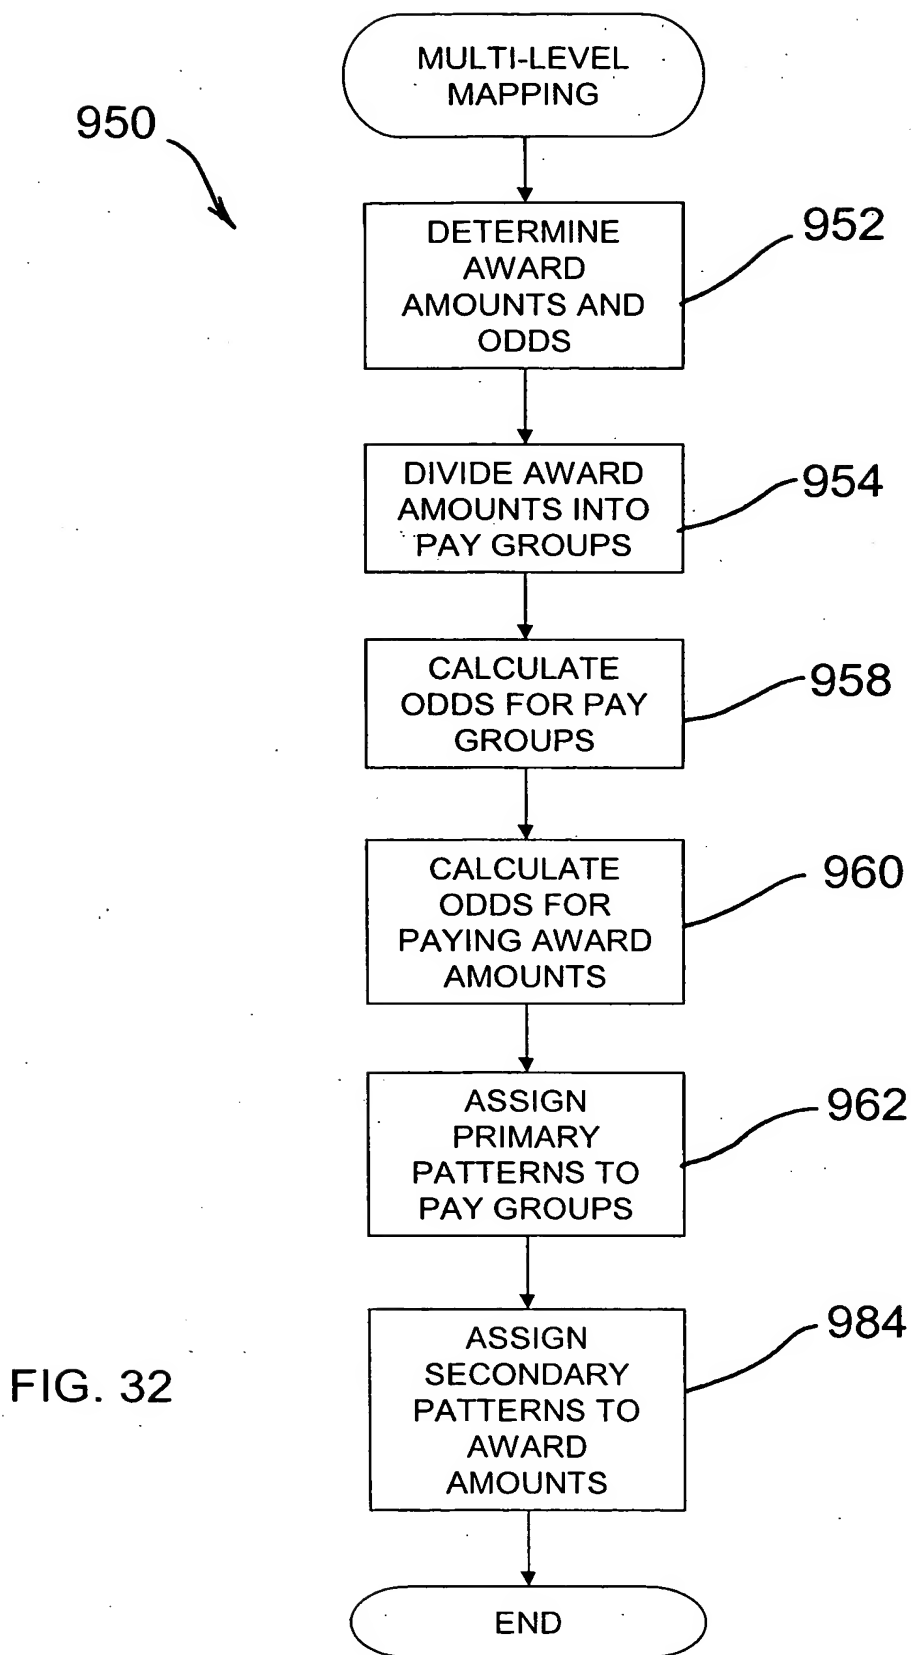 MULTI-LEVEL
MAPPING
950
DETERMINE
AWARD
AMOUNTS AND
ODDS
952
DIVIDE AWARD
AMOUNTS INTO
PAY GROUPS
954
CALCULATE
ODDS FOR PAY
GROUPS
958
CALCULATE
ODDS FOR
PAYING AWARD
AMOUNTS
960
ASSIGN
PRIMARY
PATTERNS TO
PAY GROUPS
962
ASSIGN
SECONDARY
PATTERNS TO
AWARD
AMOUNTS
984
FIG. 32
END